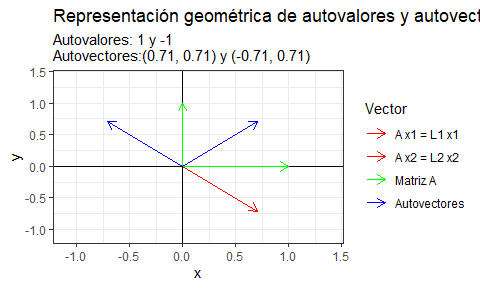 Representación geométrica de autovalores y autovect
Autovalores: 1 y -1
Autovectores:(0.71, 0.71) y (-0.71, 0.71)
1.5
1.0
0.5
0.0
-0.5
-1.0
y
-1.0 -0.5 0.0 0.5 1.0 1.5
x
Vector
A x1 = L1 x1
A x2 = L2 x2
Matriz A
Autovectores